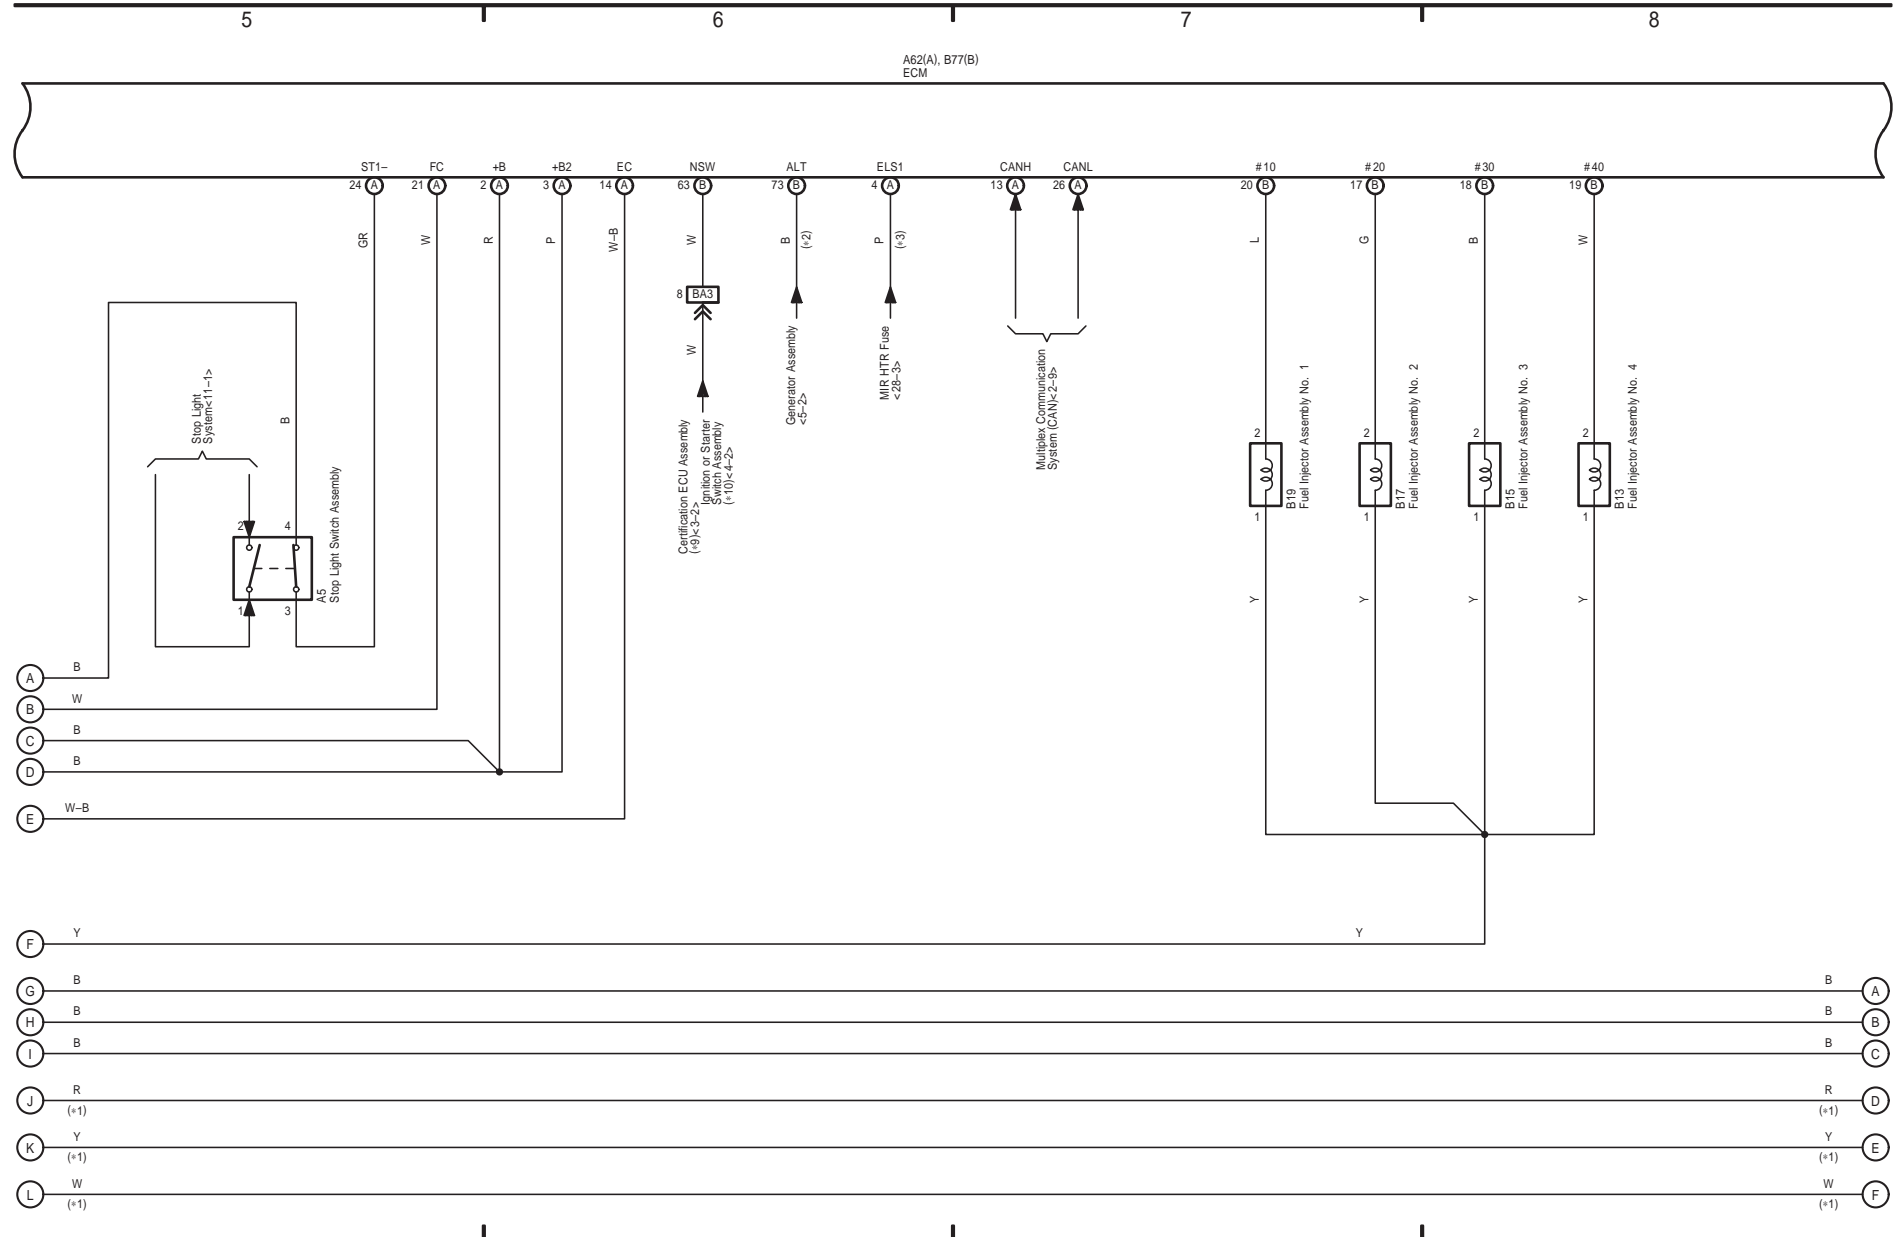 5 6 7 8
A62(A), B77(B)
ECM
ST1– FC +B +B2 EC NSW ALT ELS1 CANH CANL #10 #20 #30 #40
24 A 21 A 2 A 3 A 14 A 63 B 73 B 4 A 13 A 26 A 20 B 17 B 18 B 19 B
GR W R P W–B W B (*2) P (*3) L G B W
8 BA3
W
Certification ECU Assembly
(*9)<3–2>
Ignition or Starter
Switch Assembly
(*10)<4–2>
Generator Assembly
<5–2>
MIR HTR Fuse
<28–3>
Multiplex Communication
System (CAN)<2–9>
Stop Light
System<11–1>
B
2 4
1 3
A5
Stop Light Switch Assembly
2 2 2 2
1 1 1 1
B19
Fuel Injector Assembly No. 1
B17
Fuel Injector Assembly No. 2
B15
Fuel Injector Assembly No. 3
B13
Fuel Injector Assembly No. 4
Y Y Y Y
A B
B W
C B
D B
E W–B
F Y Y
G B B A
H B B B
I B B C
J R (*1) R (*1) D
K Y (*1) Y (*1) E
L W (*1) W (*1) F